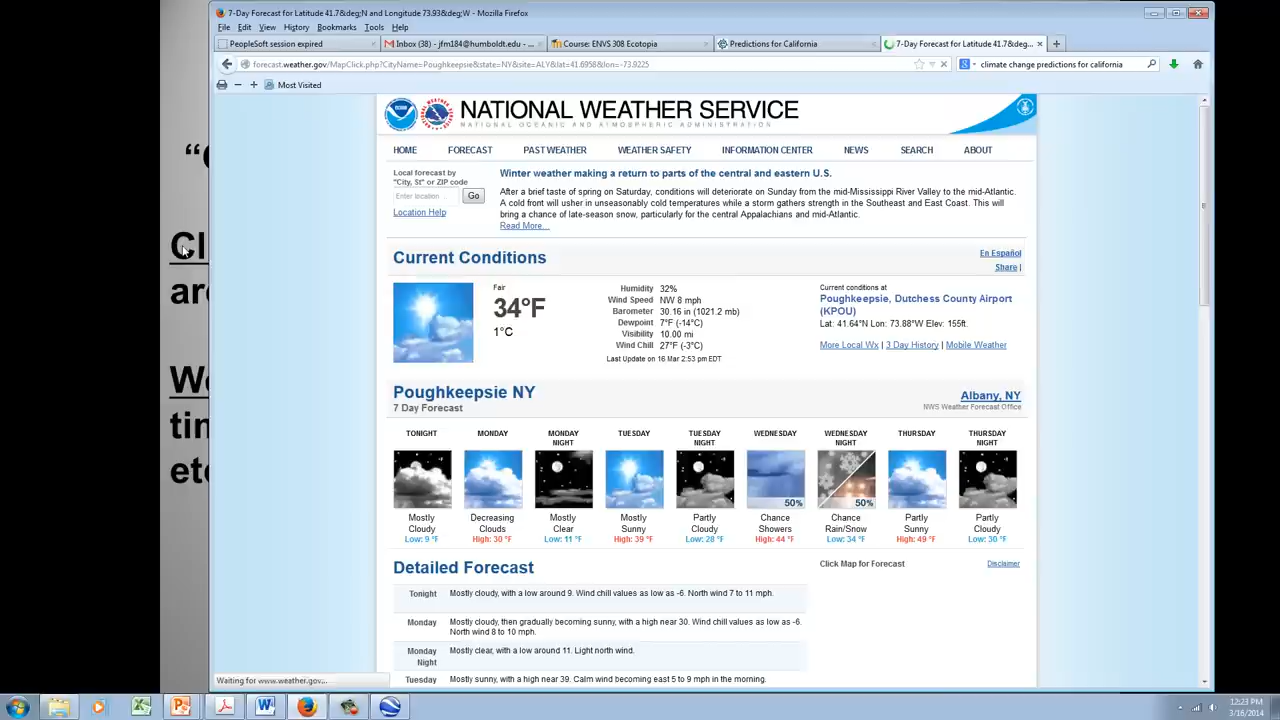 7-Day Forecast for Latitude 41.7&deg;N and Longitude 73.93&deg;W - Mozilla Firefox
File Edit View History Bookmarks Tools Help
PeopleSoft session expired
Inbox (38) - jfm184@humboldt.edu - ...
Course: ENVS 308 Ecotopia
Predictions for California
7-Day Forecast for Latitude 41.7&deg...
forecast.weather.gov/MapClick.php?CityName=Poughkeepsie&state=NY&site=ALY&lat=41.6958&lon=-73.9225
climate change predictions for california
Most Visited
NATIONAL WEATHER SERVICE
NATIONAL OCEANIC AND ATMOSPHERIC ADMINISTRATION
HOME FORECAST PAST WEATHER WEATHER SAFETY INFORMATION CENTER NEWS SEARCH ABOUT
Local forecast by
"City, St" or ZIP code
Enter location ...
Go
Location Help
Winter weather making a return to parts of the central and eastern U.S.
After a brief taste of spring on Saturday, conditions will deteriorate on Sunday from the mid-Mississippi River Valley to the mid-Atlantic.
A cold front will usher in unseasonably cold temperatures while a storm gathers strength in the Southeast and East Coast. This will
bring a chance of late-season snow, particularly for the central Appalachians and mid-Atlantic.
Read More...
Current Conditions
En Español
Share |
Fair
34°F
1°C
Humidity 32%
Wind Speed NW 8 mph
Barometer 30.16 in (1021.2 mb)
Dewpoint 7°F (-14°C)
Visibility 10.00 mi
Wind Chill 27°F (-3°C)
Last Update on 16 Mar 2:53 pm EDT
Current conditions at
Poughkeepsie, Dutchess County Airport
(KPOU)
Lat: 41.64°N Lon: 73.88°W Elev: 155ft.
More Local Wx | 3 Day History | Mobile Weather
Poughkeepsie NY
7 Day Forecast
Albany, NY
NWS Weather Forecast Office
TONIGHT
Mostly
Cloudy
Low: 9 °F
MONDAY
Decreasing
Clouds
High: 30 °F
MONDAY
NIGHT
Mostly
Clear
Low: 11 °F
TUESDAY
Mostly
Sunny
High: 39 °F
TUESDAY
NIGHT
Partly
Cloudy
Low: 28 °F
WEDNESDAY
50%
Chance
Showers
High: 44 °F
WEDNESDAY
NIGHT
50%
Chance
Rain/Snow
Low: 34 °F
THURSDAY
Partly
Sunny
High: 49 °F
THURSDAY
NIGHT
Partly
Cloudy
Low: 30 °F
Detailed Forecast
Click Map for Forecast
Disclaimer
Tonight Mostly cloudy, with a low around 9. Wind chill values as low as -6. North wind 7 to 11 mph.
Monday Mostly cloudy, then gradually becoming sunny, with a high near 30. Wind chill values as low as -6.
North wind 8 to 10 mph.
Monday
Night
Mostly clear, with a low around 11. Light north wind.
Tuesday Mostly sunny, with a high near 39. Calm wind becoming east 5 to 9 mph in the morning.
Waiting for www.weather.gov...
12:23 PM
3/16/2014